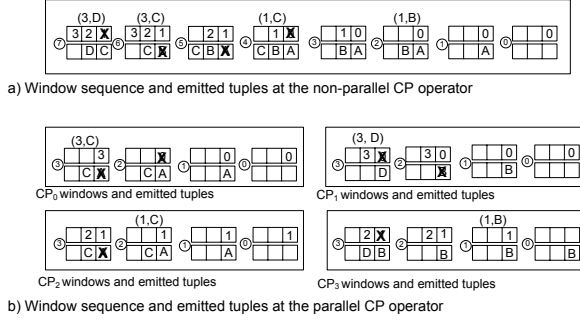 (3,D) (3,C) (1,C) (1,B)
3 2 X 3 2 1 2 1 1 X 1 0 0 0 0
7 6 5 4 3 2 1 0
D C C X C B X C B A B A B A A
a) Window sequence and emitted tuples at the non-parallel CP operator
(3,C) (3, D)
3 X 0 0 3 X 3 0 0 0
3 2 1 0 3 2 1 0
C X C A A D X B
CP0 windows and emitted tuples CP1 windows and emitted tuples
(1,C) (1,B)
2 1 1 1 1 2 X 2 1 1
3 2 1 0 3 2 1 0
C X C A A D B B B B
CP2 windows and emitted tuples CP3 windows and emitted tuples
b) Window sequence and emitted tuples at the parallel CP operator